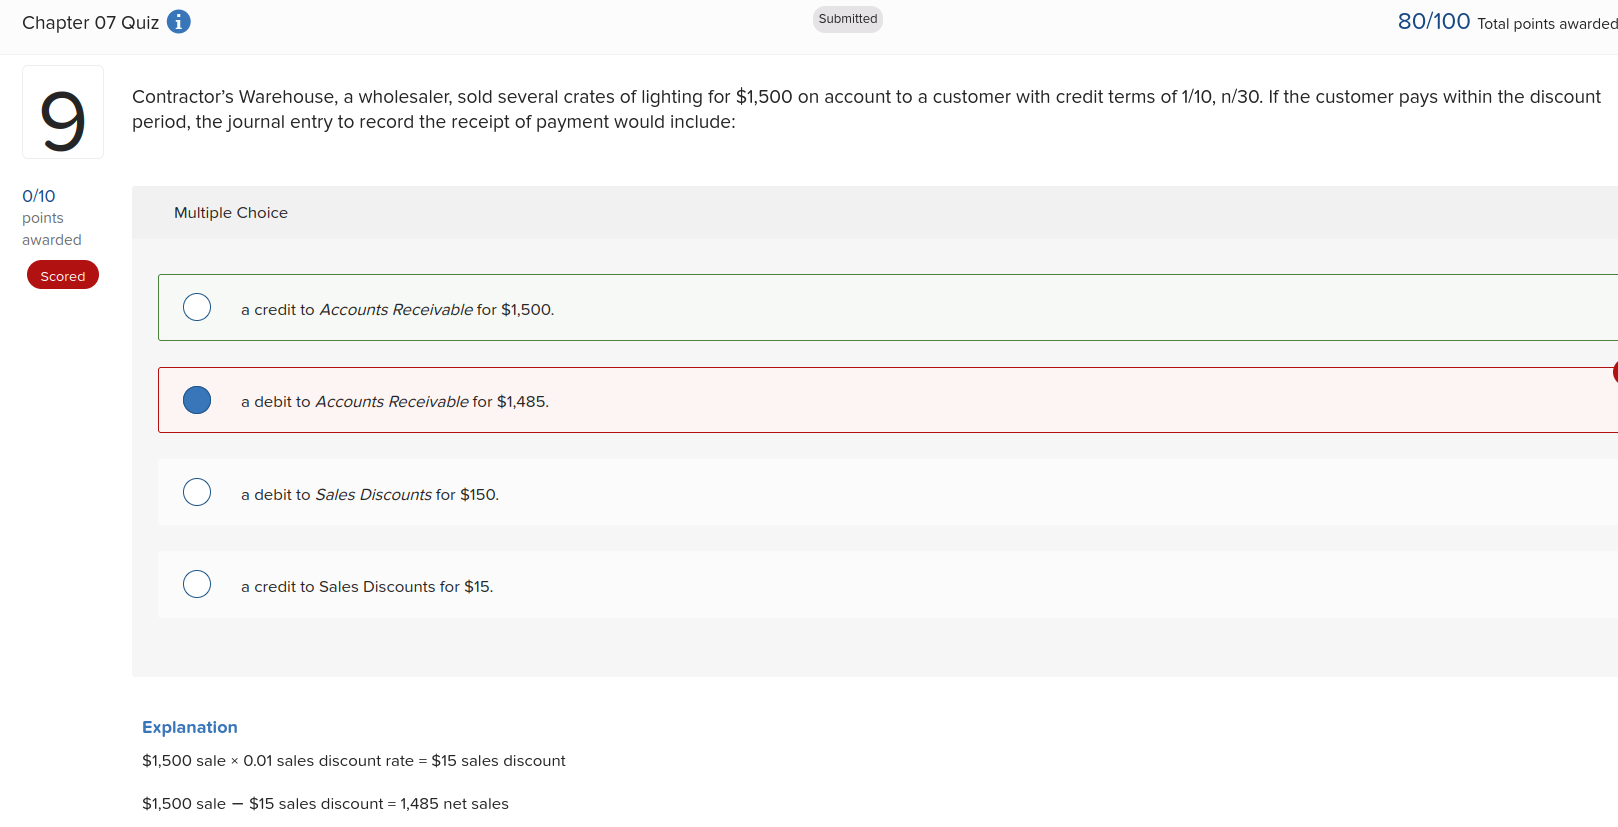 Chapter 07 Quiz i
Submitted
80/100 Total points awarded
9
Contractor’s Warehouse, a wholesaler, sold several crates of lighting for $1,500 on account to a customer with credit terms of 1/10, n/30. If the customer pays within the discount
period, the journal entry to record the receipt of payment would include:
0/10
points
awarded
Scored
Multiple Choice
a credit to Accounts Receivable for $1,500.
a debit to Accounts Receivable for $1,485.
a debit to Sales Discounts for $150.
a credit to Sales Discounts for $15.
Explanation
$1,500 sale × 0.01 sales discount rate = $15 sales discount
$1,500 sale − $15 sales discount = 1,485 net sales